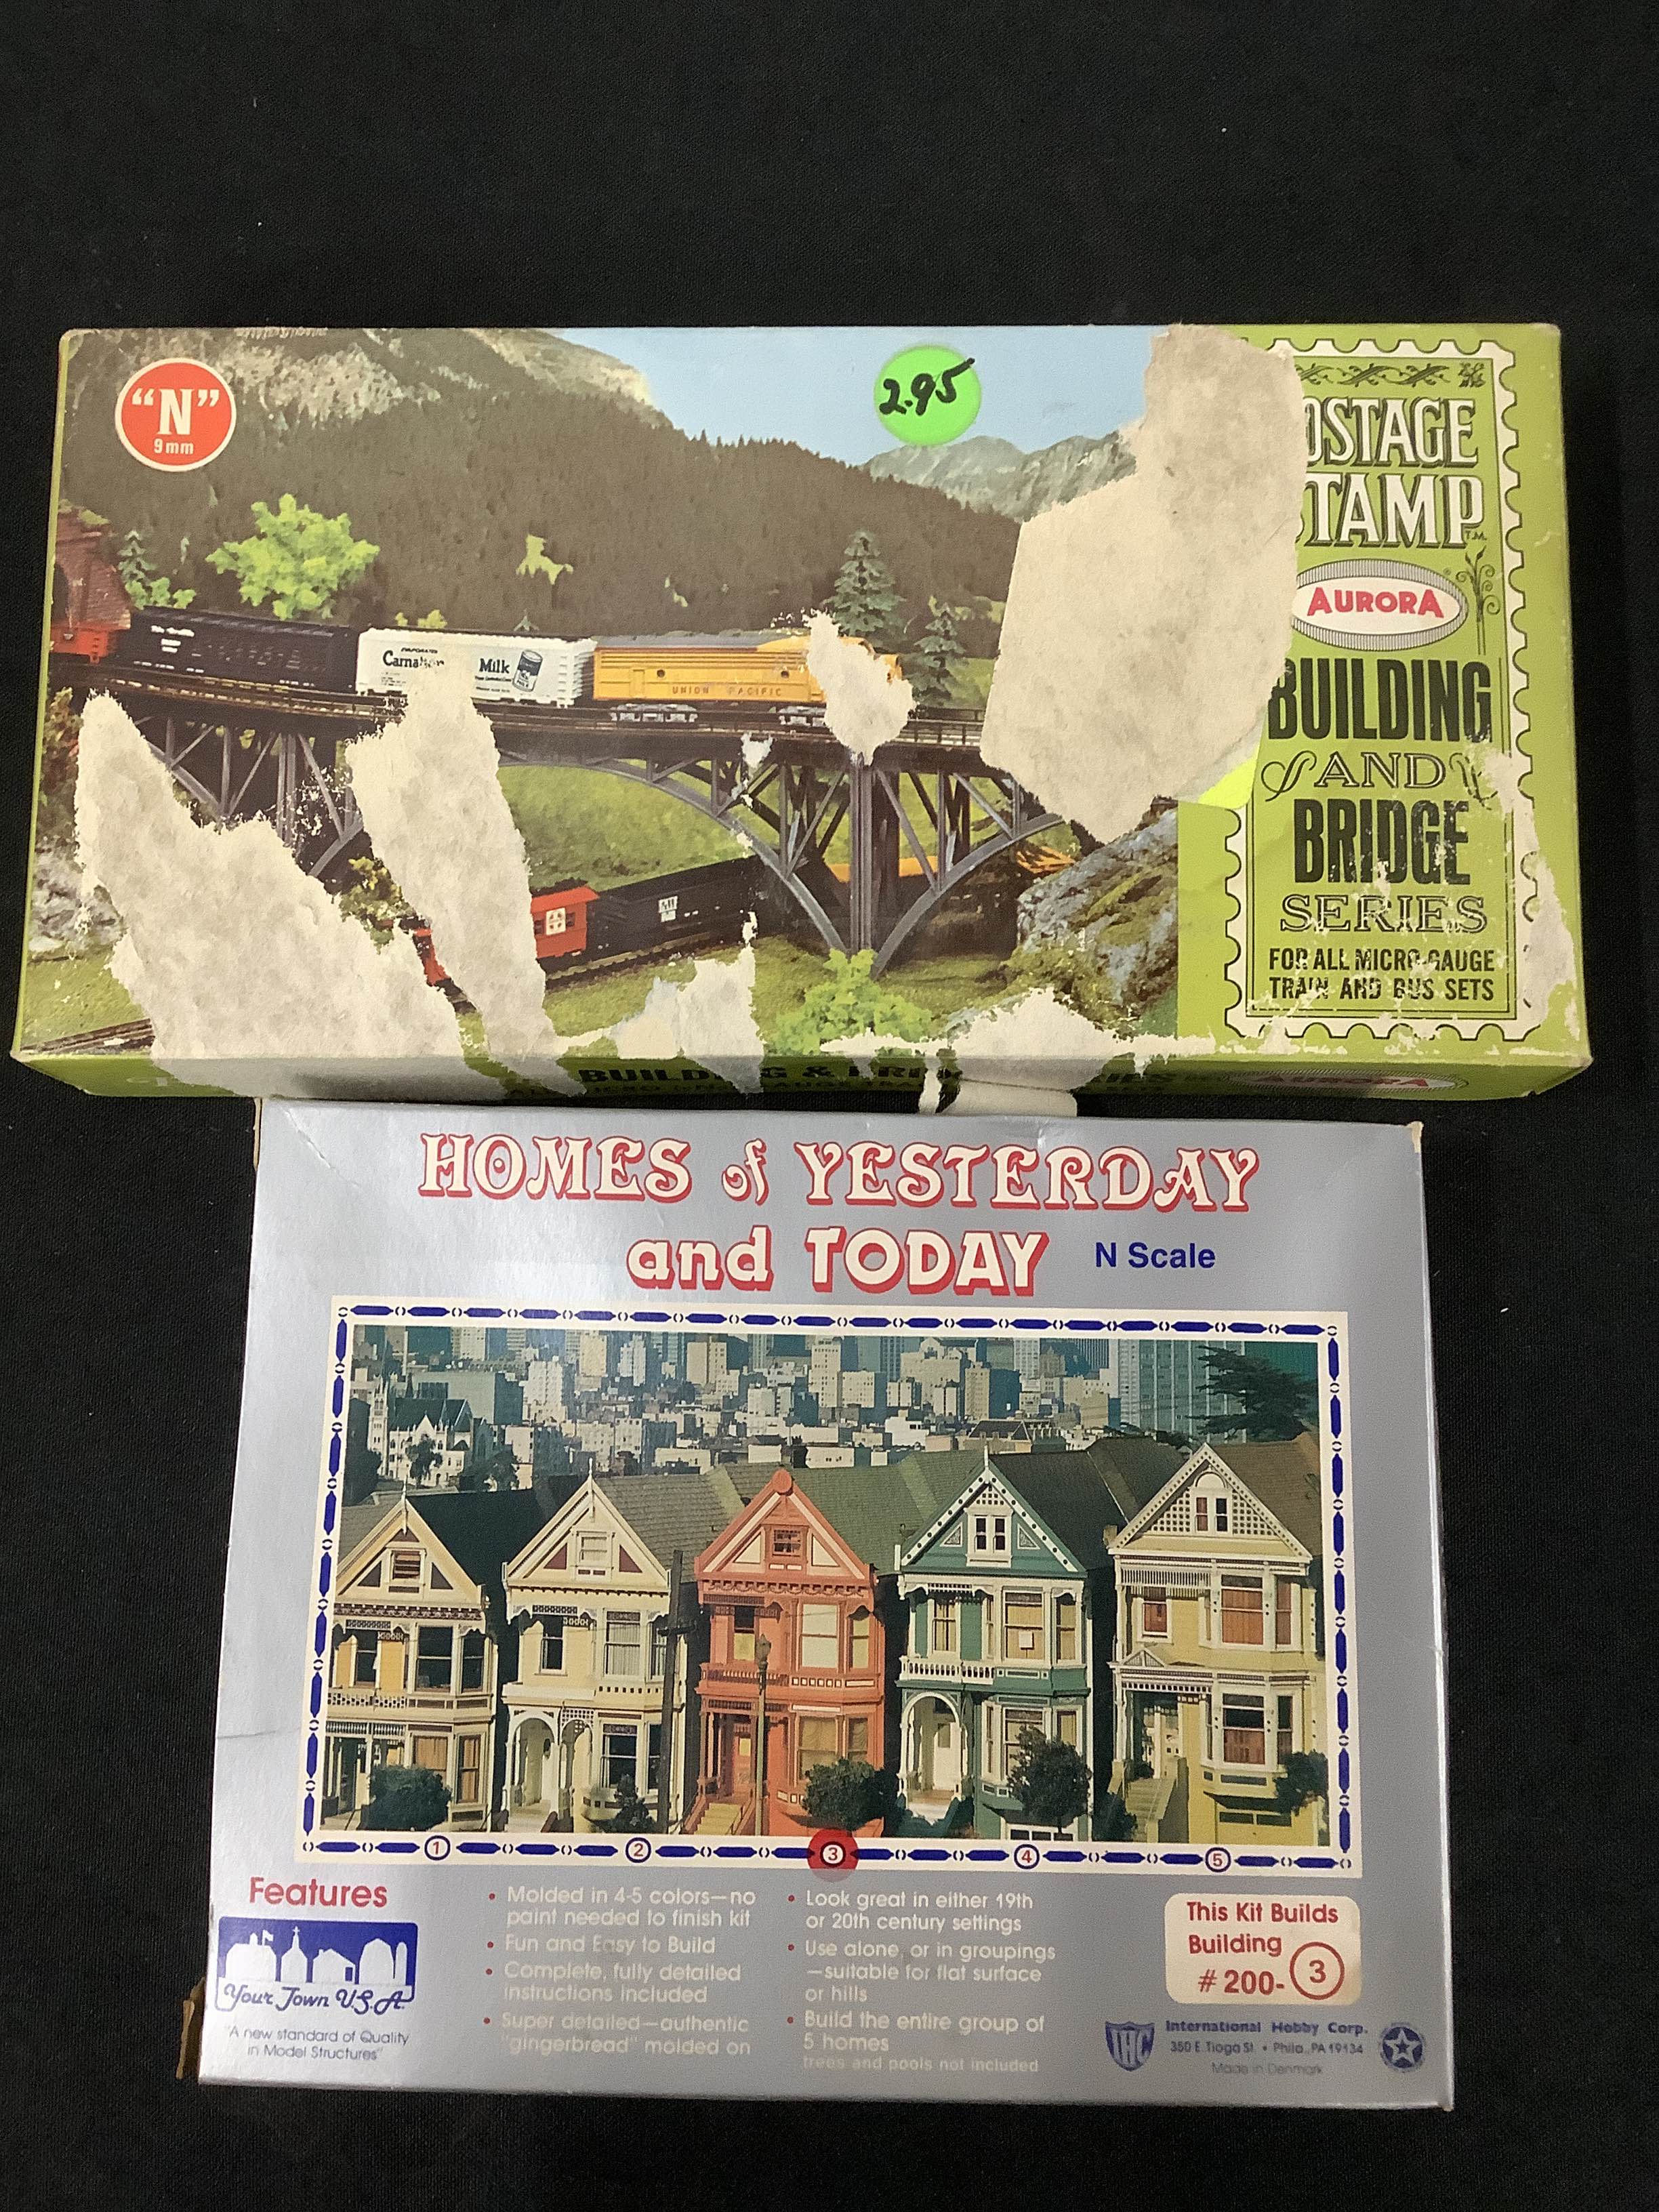 "N"
9mm
2.95
OSTAGE
TAMP
T.M.
AURORA
BUILDING
AND
BRIDGE
SERIES
FOR ALL MICRO-GAUGE
TRAIN AND BUS SETS
EVAPORATED
Milk
UNION PACIFIC
BUILDING &
AURORA
HOMES of YESTERDAY
and TODAY N Scale
1 2 3 4 5
Features
Your Town U.S.A.
"A new standard of Quality
in Model Structures"
• Molded in 4-5 colors—no
paint needed to finish kit
• Fun and Easy to Build
• Complete, fully detailed
instructions included
• Super detailed—authentic
"gingerbread" molded on
• Look great in either 19th
or 20th century settings
• Use alone, or in groupings
—suitable for flat surface
or hills
• Build the entire group of
5 homes
trees and pools not included
This Kit Builds
Building
# 200- 3
IHC
International Hobby Corp.
350 E. Tioga St. • Phila., PA 19134
Made in Denmark